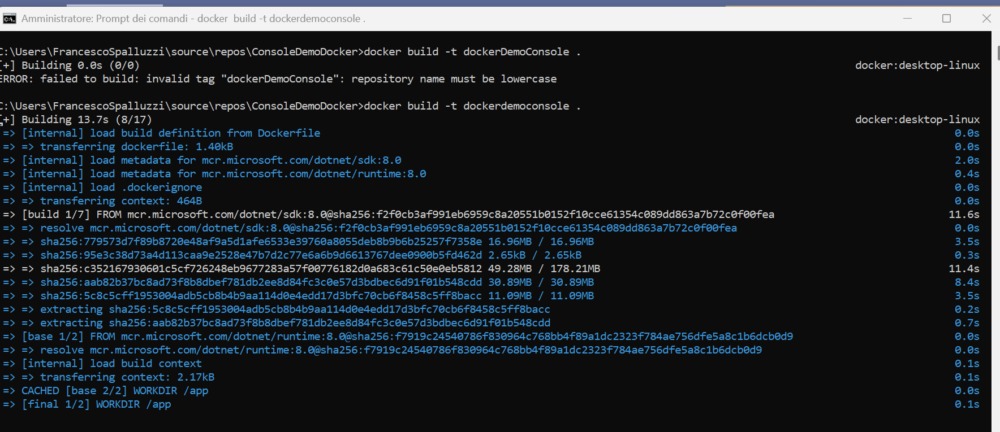 Amministratore: Prompt dei comandi - docker  build -t dockerdemoconsole .
C:\Users\FrancescoSpalluzzi\source\repos\ConsoleDemoDocker>docker build -t dockerDemoConsole .
[+] Building 0.0s (0/0) docker:desktop-linux
ERROR: failed to build: invalid tag "dockerDemoConsole": repository name must be lowercase
C:\Users\FrancescoSpalluzzi\source\repos\ConsoleDemoDocker>docker build -t dockerdemoconsole .
[+] Building 13.7s (8/17) docker:desktop-linux
=> [internal] load build definition from Dockerfile 0.0s
=> => transferring dockerfile: 1.40kB 0.0s
=> [internal] load metadata for mcr.microsoft.com/dotnet/sdk:8.0 2.0s
=> [internal] load metadata for mcr.microsoft.com/dotnet/runtime:8.0 0.4s
=> [internal] load .dockerignore 0.0s
=> => transferring context: 464B 0.0s
=> [build 1/7] FROM mcr.microsoft.com/dotnet/sdk:8.0@sha256:f2f0cb3af991eb6959c8a20551b0152f10cce61354c089dd863a7b72c0f00fea 11.6s
=> => resolve mcr.microsoft.com/dotnet/sdk:8.0@sha256:f2f0cb3af991eb6959c8a20551b0152f10cce61354c089dd863a7b72c0f00fea 0.0s
=> => sha256:779573d7f89b8720e48af9a5d1afe6533e39760a8055deb8b9b6b25257f7358e 16.96MB / 16.96MB 3.5s
=> => sha256:95e3c38d73a4d113caa9e2528e47b7d2c77e6a6b9d6613767dee0900b5fd462d 2.65kB / 2.65kB 0.3s
=> => sha256:c352167930601c5cf726248eb9677283a57f00776182d0a683c61c50e0eb5812 49.28MB / 178.21MB 11.4s
=> => sha256:aab82b37bc8ad73f8b8dbef781db2ee8d84fc3c0e57d3bdbec6d91f01b548cdd 30.89MB / 30.89MB 8.4s
=> => sha256:5c8c5cff1953004adb5cb8b4b9aa114d0e4edd17d3bfc70cb6f8458c5ff8bacc 11.09MB / 11.09MB 3.5s
=> => extracting sha256:5c8c5cff1953004adb5cb8b4b9aa114d0e4edd17d3bfc70cb6f8458c5ff8bacc 0.2s
=> => extracting sha256:aab82b37bc8ad73f8b8dbef781db2ee8d84fc3c0e57d3bdbec6d91f01b548cdd 0.7s
=> [base 1/2] FROM mcr.microsoft.com/dotnet/runtime:8.0@sha256:f7919c24540786f830964c768bb4f89a1dc2323f784ae756dfe5a8c1b6dcb0d9 0.0s
=> => resolve mcr.microsoft.com/dotnet/runtime:8.0@sha256:f7919c24540786f830964c768bb4f89a1dc2323f784ae756dfe5a8c1b6dcb0d9 0.0s
=> [internal] load build context 0.1s
=> => transferring context: 2.17kB 0.1s
=> CACHED [base 2/2] WORKDIR /app 0.0s
=> [final 1/2] WORKDIR /app 0.1s